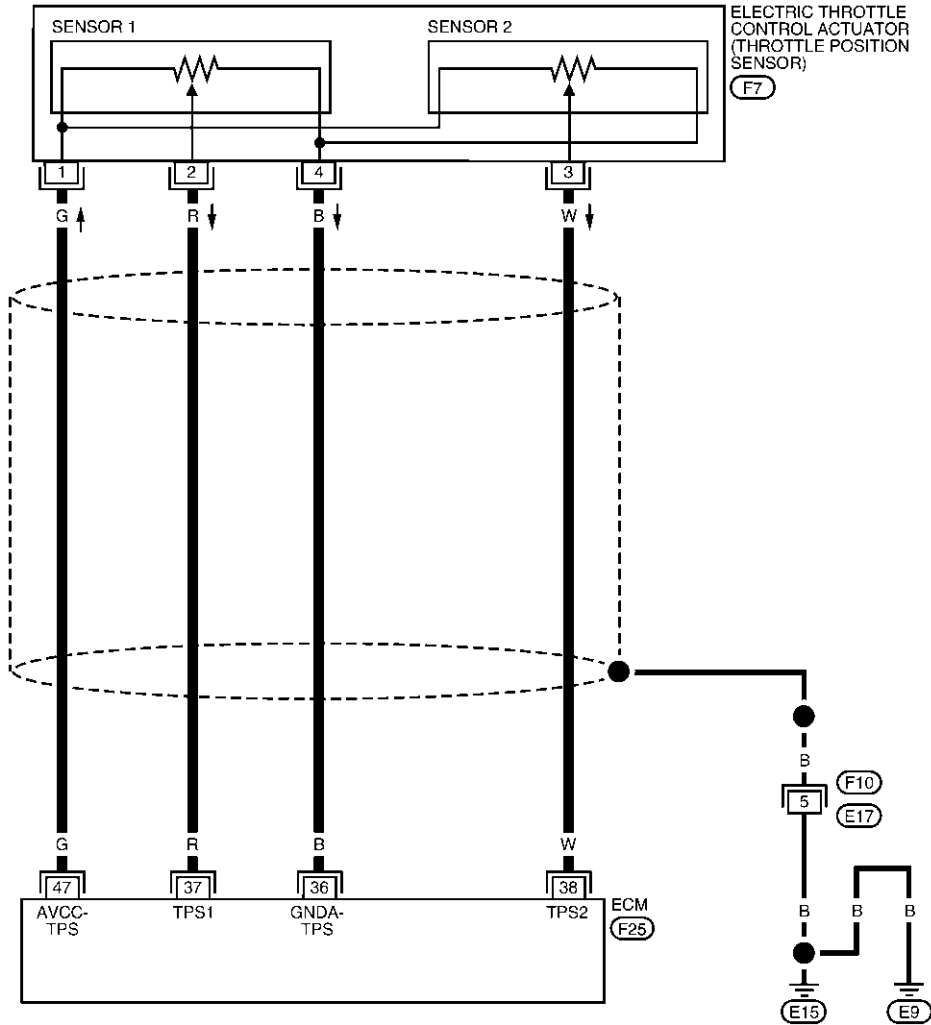 SENSOR 1
SENSOR 2
ELECTRIC THROTTLE
CONTROL ACTUATOR
(THROTTLE POSITION
SENSOR)
F7
1
2
4
3
G
R
B
W
B
F10
5
E17
G
R
B
W
47
37
36
38
ECM
AVCC-
TPS
TPS1
GNDA-
TPS
TPS2
F25
B
B
B
E15
E9